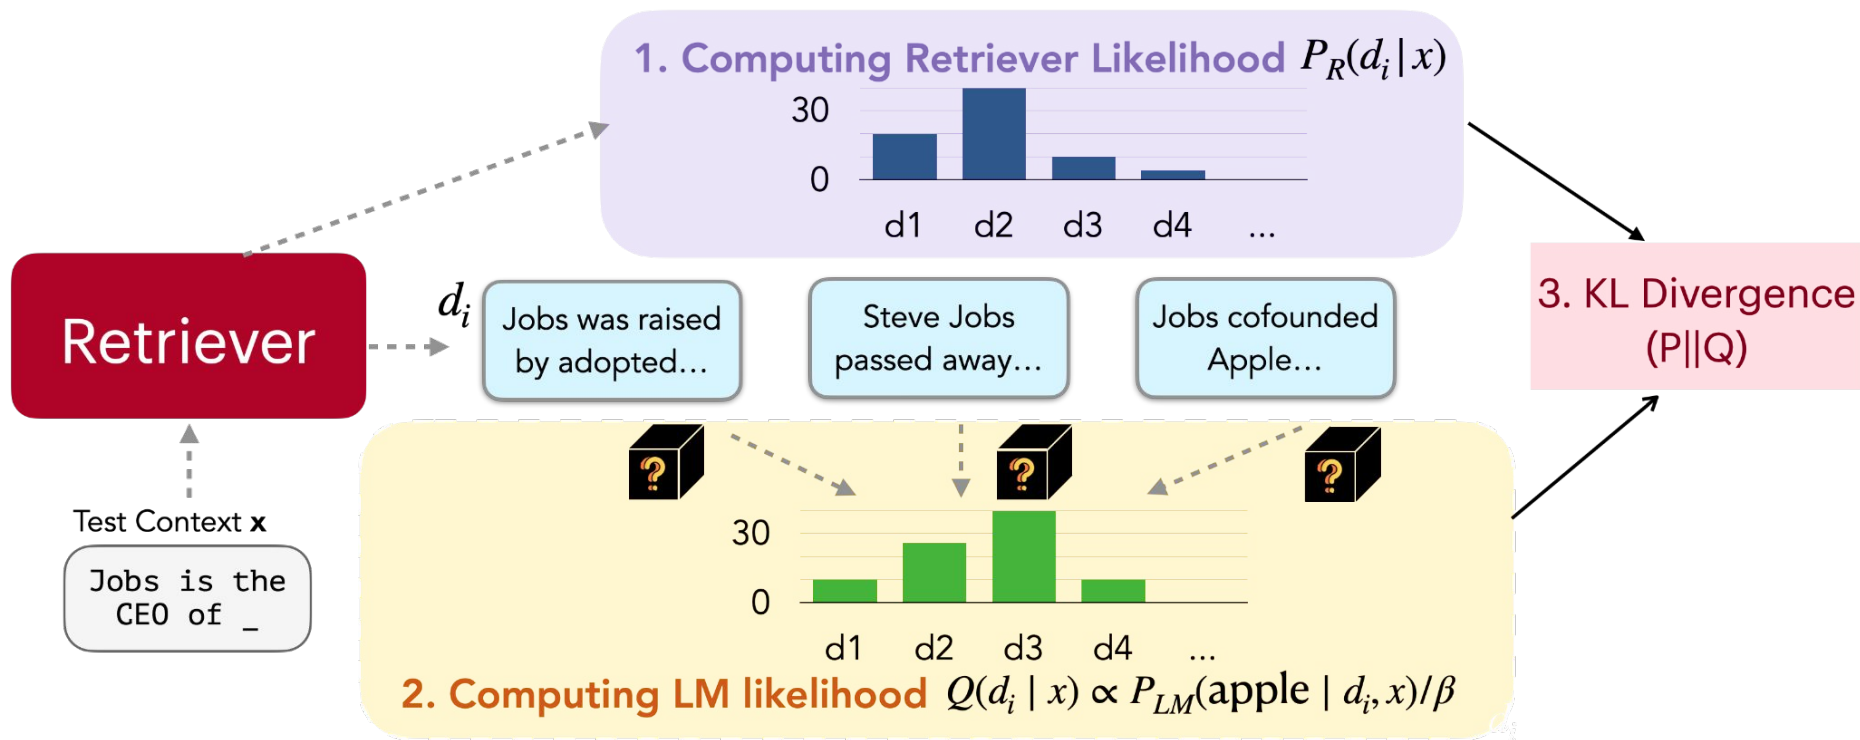 1. Computing Retriever Likelihood P_R(d_i|x)
30
0
d1 d2 d3 d4 ...
Retriever
d_i
Jobs was raised
by adopted...
Steve Jobs
passed away...
Jobs cofounded
Apple...
3. KL Divergence
(P||Q)
Test Context x
Jobs is the
CEO of _
?
?
?
30
0
d1 d2 d3 d4 ...
2. Computing LM likelihood Q(d_i | x) ∝ P_LM(apple | d_i, x)/β